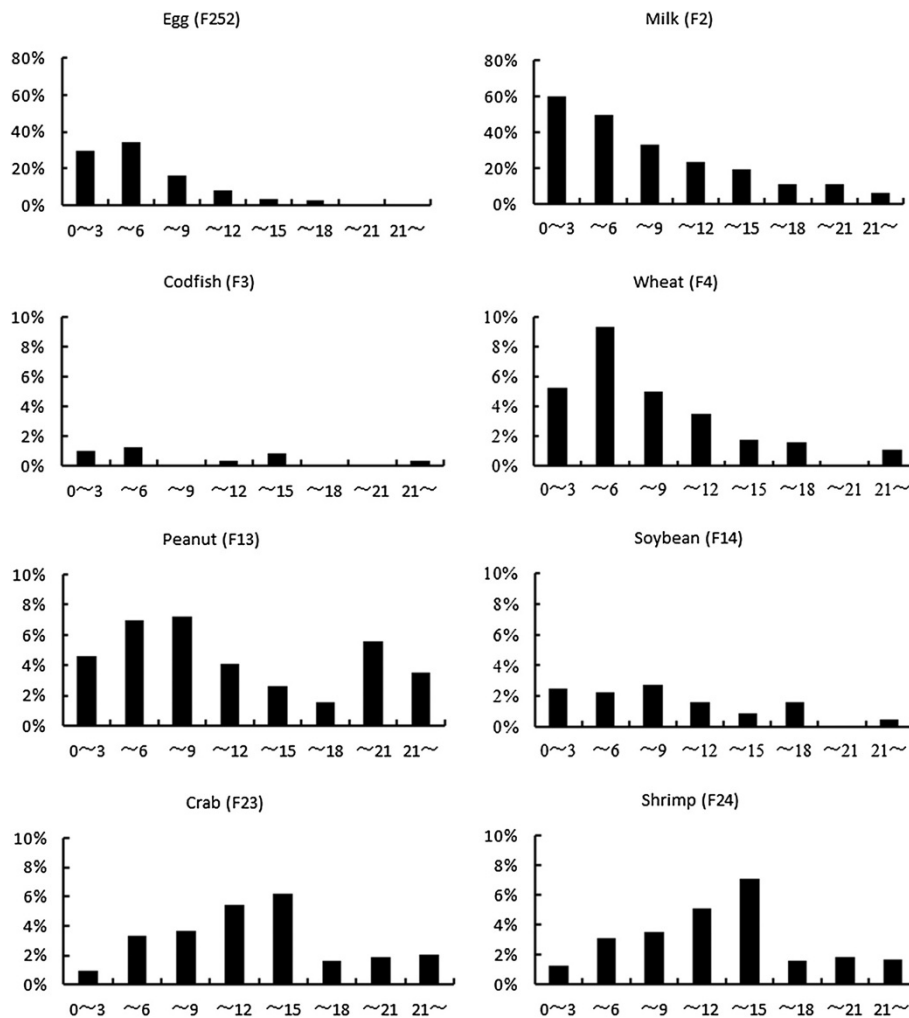 Egg (F252)
80%
60%
40%
20%
0%
0～3 ～6 ～9 ～12 ～15 ～18 ～21 21～
Milk (F2)
80%
60%
40%
20%
0%
0～3 ～6 ～9 ～12 ～15 ～18 ～21 21～
Codfish (F3)
10%
8%
6%
4%
2%
0%
0～3 ～6 ～9 ～12 ～15 ～18 ～21 21～
Wheat (F4)
10%
8%
6%
4%
2%
0%
0～3 ～6 ～9 ～12 ～15 ～18 ～21 21～
Peanut (F13)
10%
8%
6%
4%
2%
0%
0～3 ～6 ～9 ～12 ～15 ～18 ～21 21～
Soybean (F14)
10%
8%
6%
4%
2%
0%
0～3 ～6 ～9 ～12 ～15 ～18 ～21 21～
Crab (F23)
10%
8%
6%
4%
2%
0%
0～3 ～6 ～9 ～12 ～15 ～18 ～21 21～
Shrimp (F24)
10%
8%
6%
4%
2%
0%
0～3 ～6 ～9 ～12 ～15 ～18 ～21 21～